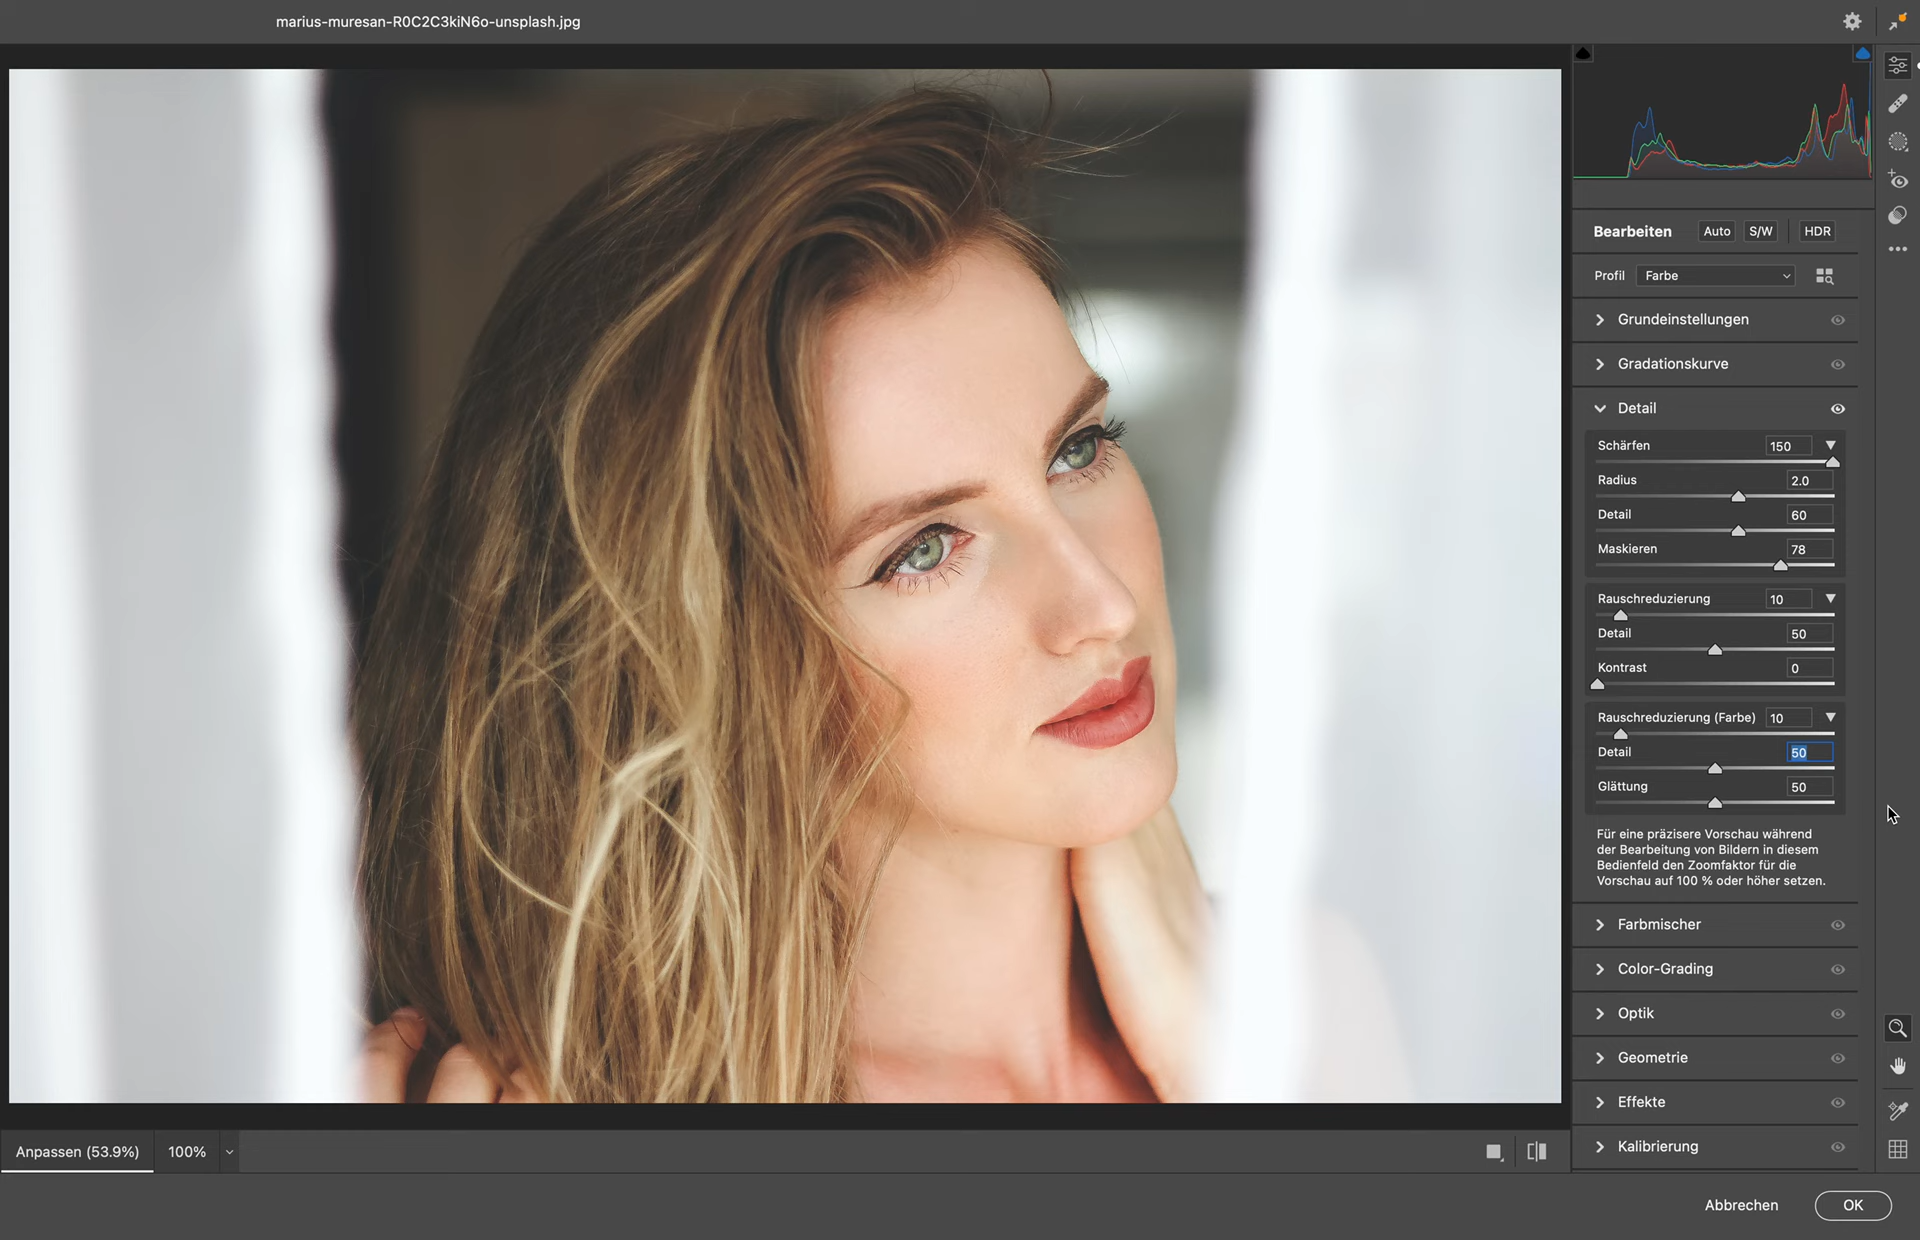 marius-muresan-R0C2C3kiN6o-unsplash.jpg
Bearbeiten Auto S/W HDR
Profil Farbe
Grundeinstellungen
Gradationskurve
Detail
Schärfen 150
Radius 2.0
Detail 60
Maskieren 78
Rauschreduzierung 10
Detail 50
Kontrast 0
Rauschreduzierung (Farbe) 10
Detail 50
Glättung 50
Für eine präzisere Vorschau während
der Bearbeitung von Bildern in diesem
Bedienfeld den Zoomfaktor für die
Vorschau auf 100 % oder höher setzen.
Farbmischer
Color-Grading
Optik
Geometrie
Effekte
Kalibrierung
Anpassen (53.9%) 100%
Abbrechen OK